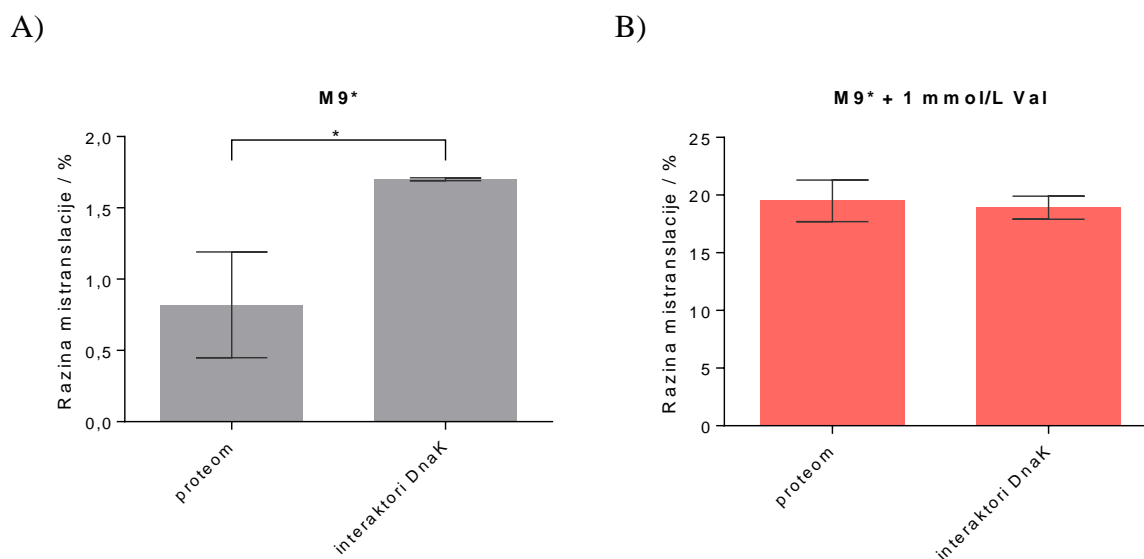 A)
M9*
*
Razina mistranslacije / %
2,0
1,5
1,0
0,5
0,0
proteom
interaktori DnaK
B)
M9* + 1 mmol/L Val
Razina mistranslacije / %
25
20
15
10
5
0
proteom
interaktori DnaK